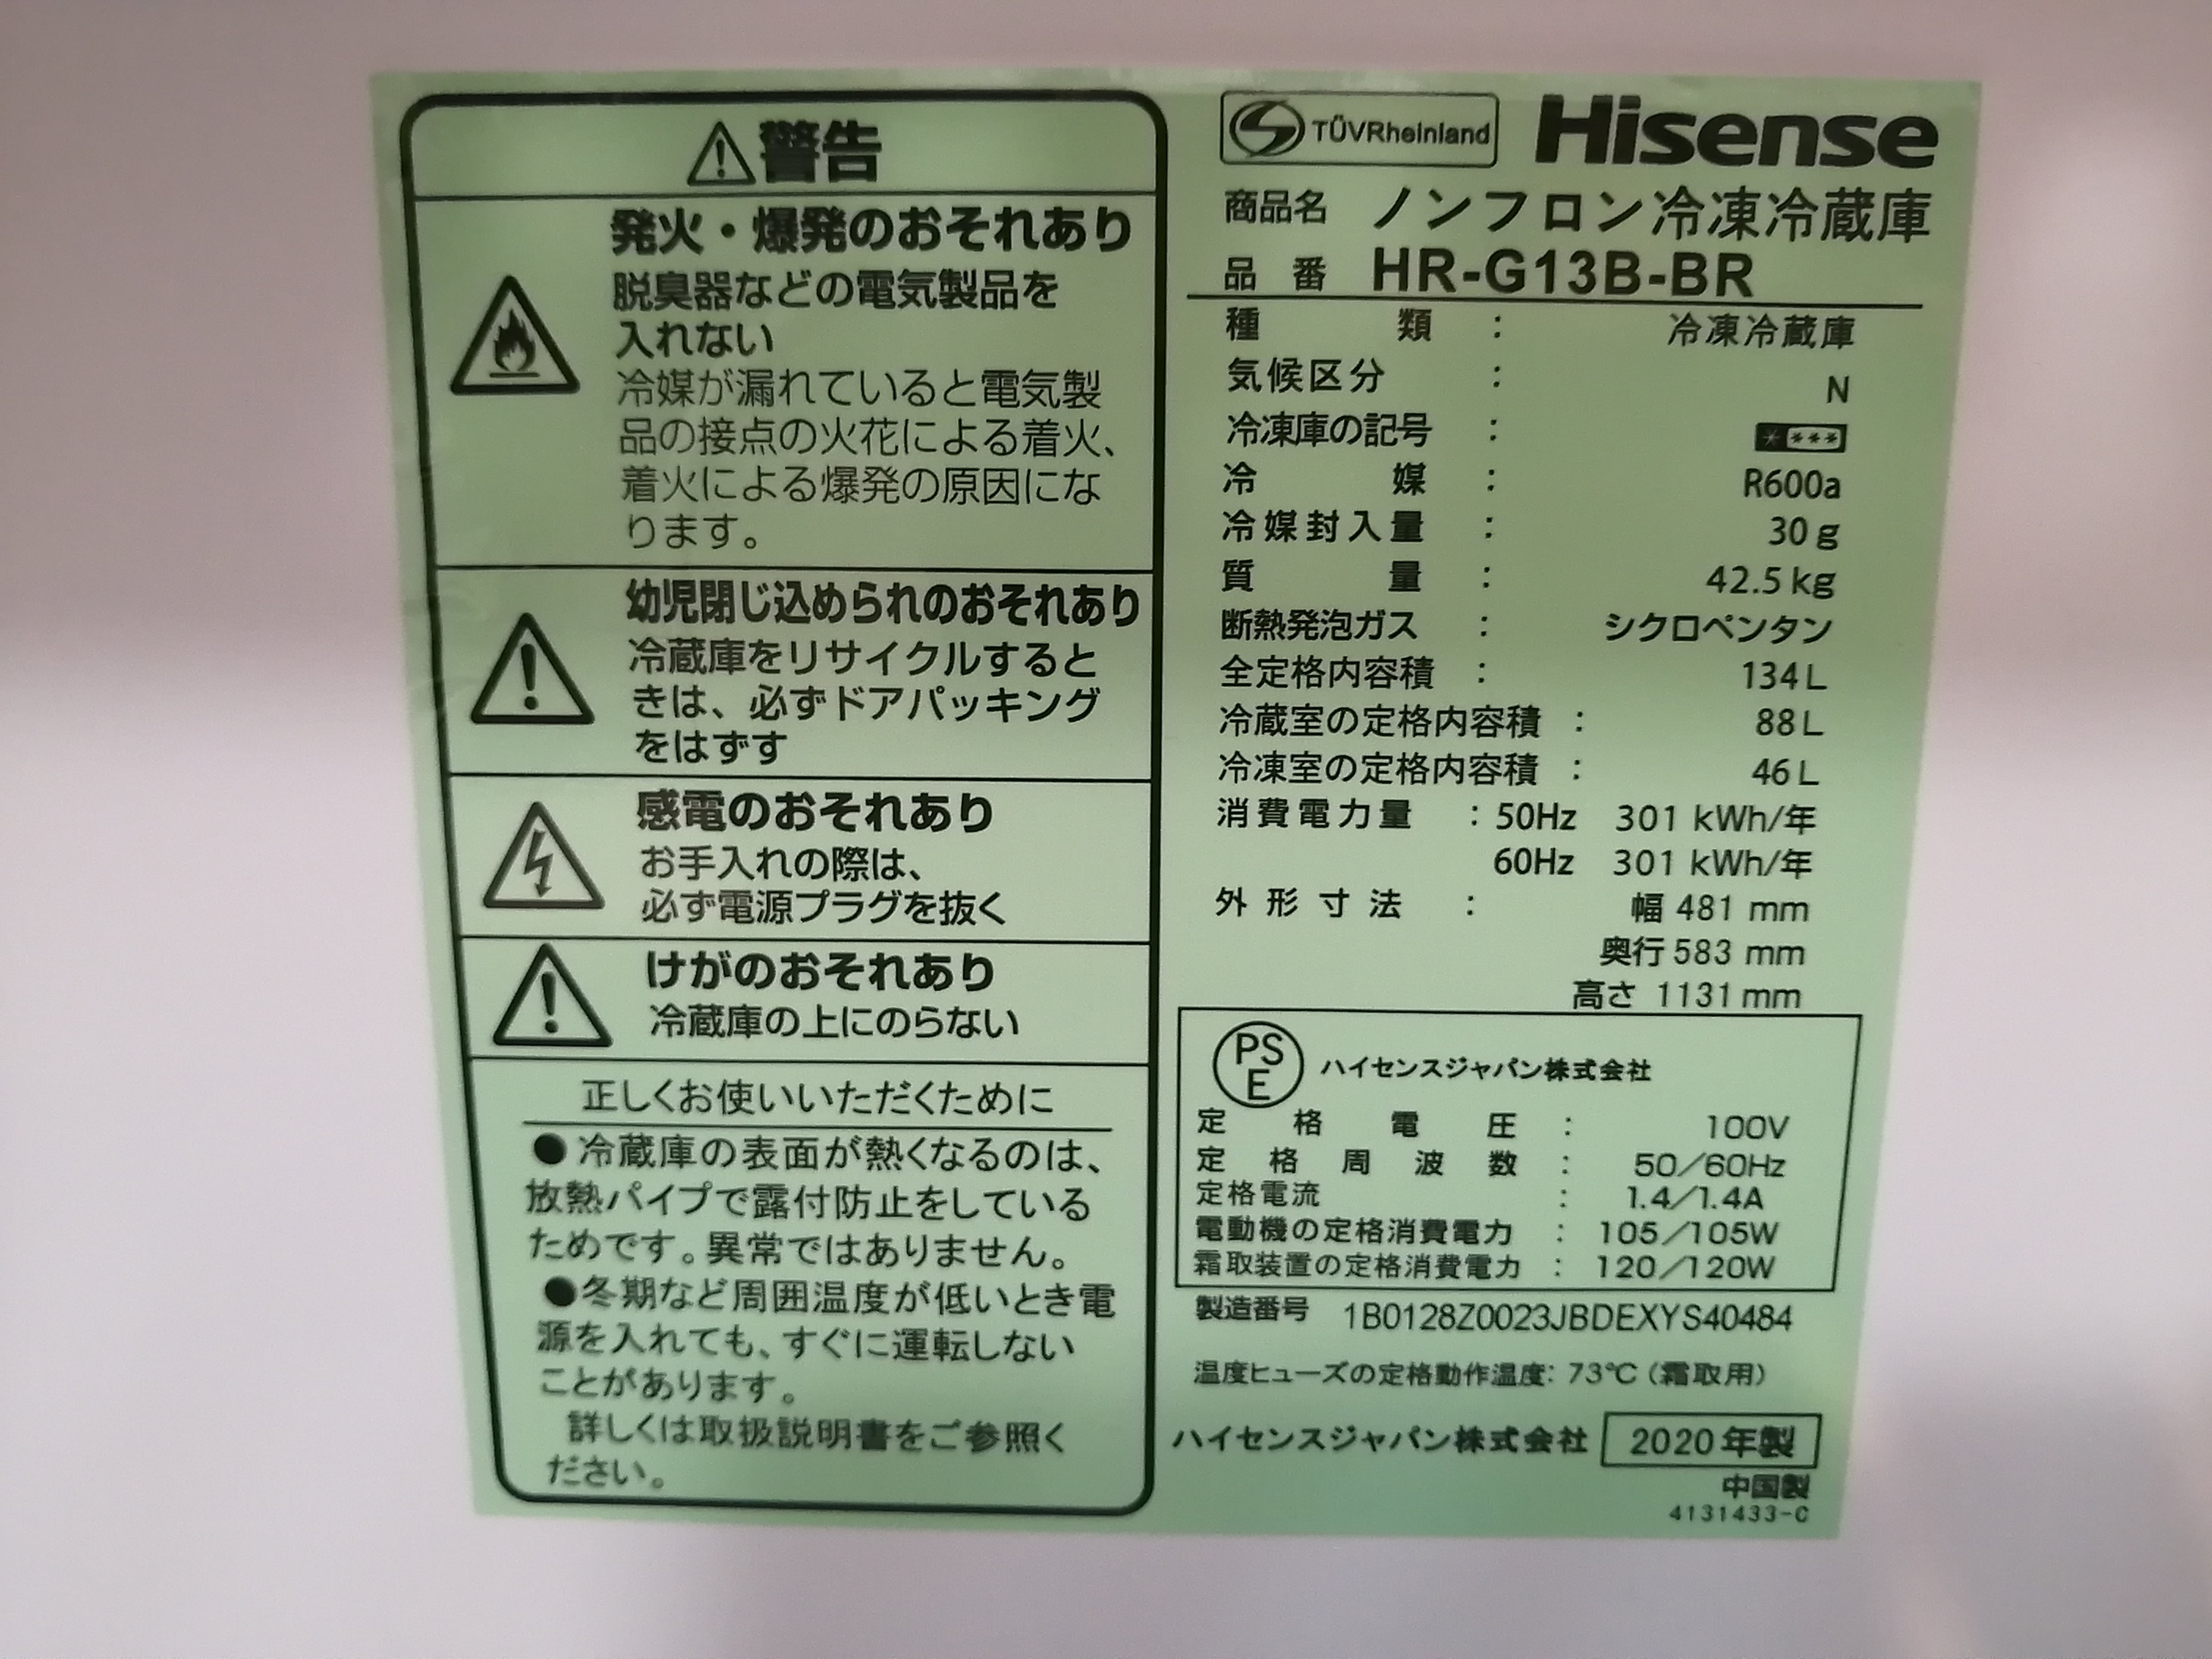 警告
発火・爆発のおそれあり
脱臭器などの電気製品を
入れない
冷媒が漏れていると電気製
品の接点の火花による着火、
着火による爆発の原因にな
ります。
幼児閉じ込められのおそれあり
冷蔵庫をリサイクルすると
きは、必ずドアパッキング
をはずす
感電のおそれあり
お手入れの際は、
必ず電源プラグを抜く
けがのおそれあり
冷蔵庫の上にのらない
正しくお使いいただくために
●冷蔵庫の表面が熱くなるのは、
放熱パイプで露付防止をしている
ためです。異常ではありません。
●冬期など周囲温度が低いとき電
源を入れても、すぐに運転しない
ことがあります。
詳しくは取扱説明書をご参照く
ださい。
TÜVRheinland Hisense
商品名 ノンフロン冷凍冷蔵庫
品番 HR-G13B-BR
種類 : 冷凍冷蔵庫
気候区分 : N
冷凍庫の記号 : * ***
冷媒 : R600a
冷媒封入量 : 30g
質量 : 42.5kg
断熱発泡ガス : シクロペンタン
全定格内容積 : 134L
冷蔵室の定格内容積 : 88L
冷凍室の定格内容積 : 46L
消費電力量 : 50Hz 301 kWh/年
60Hz 301 kWh/年
外形寸法 : 幅 481 mm
奥行 583 mm
高さ 1131 mm
PSE ハイセンスジャパン株式会社
定格電圧 : 100V
定格周波数 : 50/60Hz
定格電流 : 1.4/1.4A
電動機の定格消費電力 : 105/105W
霜取装置の定格消費電力 : 120/120W
製造番号 1B0128Z0023JBDEXYS40484
温度ヒューズの定格動作温度: 73℃(霜取用)
ハイセンスジャパン株式会社 2020年製
中国製
4131433-C